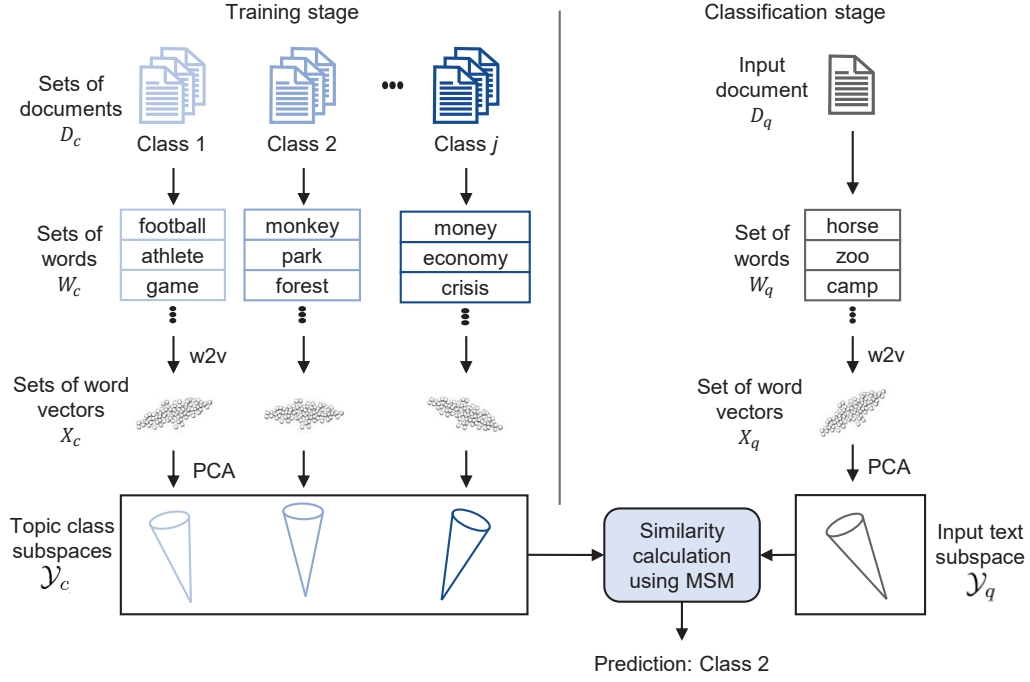 Training stage
Classification stage
Sets of
documents
D_c
Class 1
Class 2
•••
Class j
Input
document
D_q
Sets of
words
W_c
football
athlete
game
monkey
park
forest
money
economy
crisis
Set of
words
W_q
horse
zoo
camp
w2v
w2v
Sets of word
vectors
X_c
Set of word
vectors
X_q
PCA
PCA
Topic class
subspaces
𝒴_c
Similarity
calculation
using MSM
Input text
subspace
𝒴_q
Prediction: Class 2